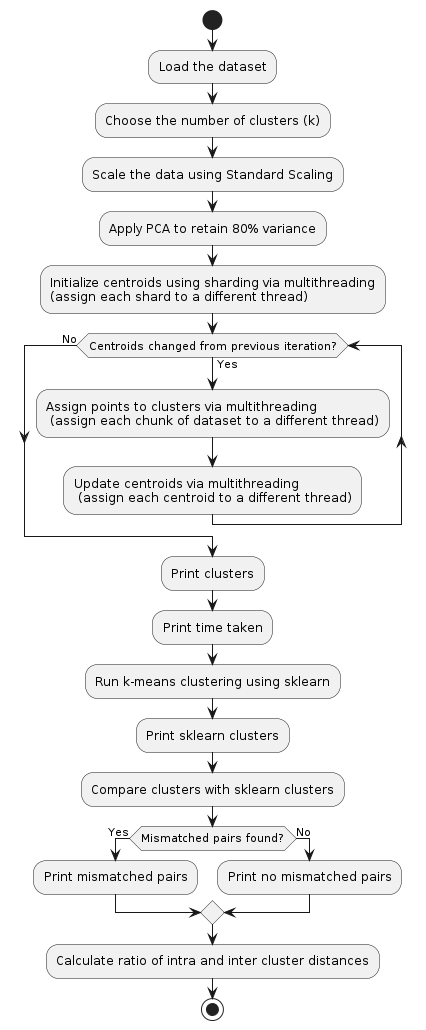 Load the dataset
Choose the number of clusters (k)
Scale the data using Standard Scaling
Apply PCA to retain 80% variance
Initialize centroids using sharding via multithreading
(assign each shard to a different thread)
No
Centroids changed from previous iteration?
Yes
Assign points to clusters via multithreading
(assign each chunk of dataset to a different thread)
Update centroids via multithreading
(assign each centroid to a different thread)
Print clusters
Print time taken
Run k-means clustering using sklearn
Print sklearn clusters
Compare clusters with sklearn clusters
Yes
Mismatched pairs found?
No
Print mismatched pairs
Print no mismatched pairs
Calculate ratio of intra and inter cluster distances